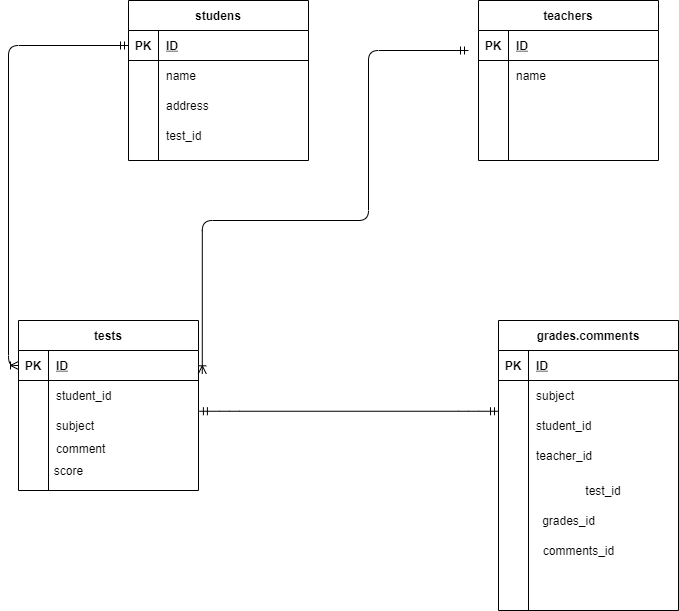 studens
PK ID
name
address
test_id
teachers
PK ID
name
tests
PK ID
student_id
subject
comment
score
grades.comments
PK ID
subject
student_id
teacher_id
test_id
grades_id
comments_id